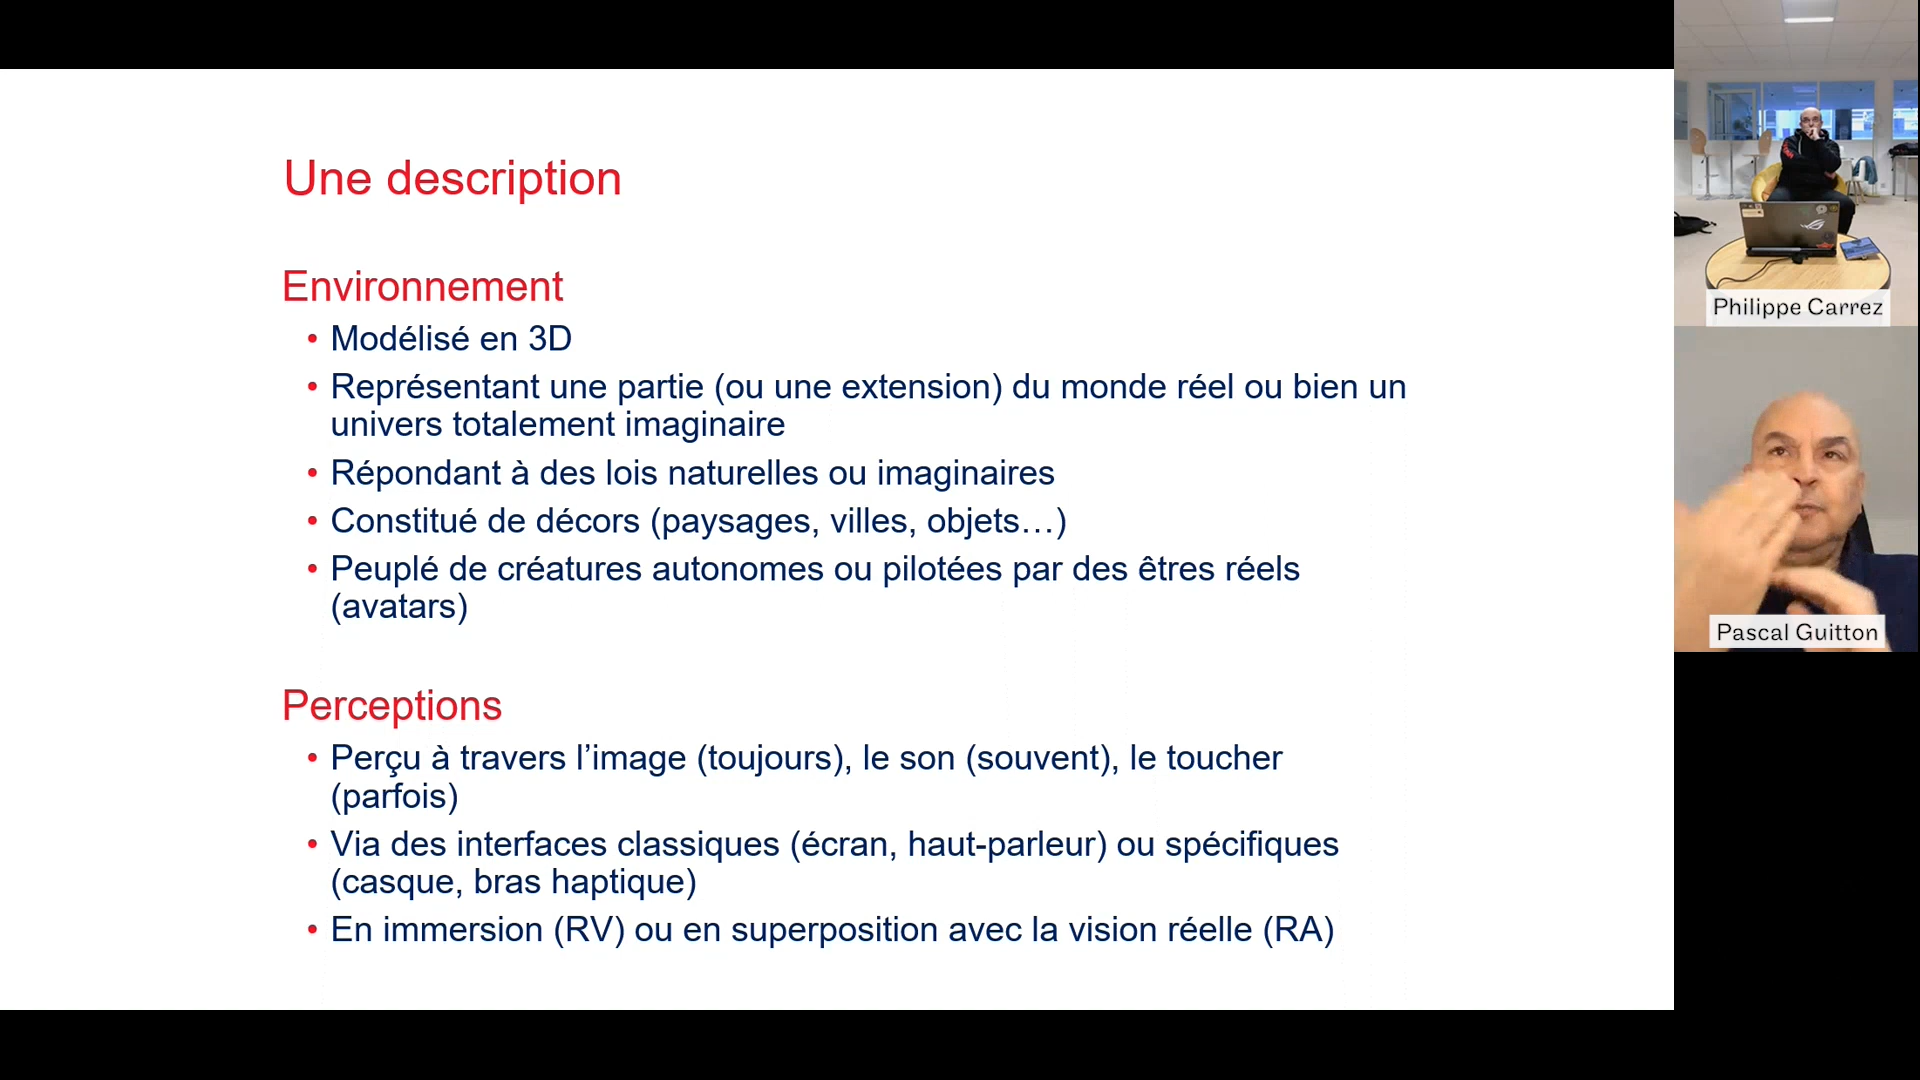 Une description
Environnement
• Modélisé en 3D
• Représentant une partie (ou une extension) du monde réel ou bien un
univers totalement imaginaire
• Répondant à des lois naturelles ou imaginaires
• Constitué de décors (paysages, villes, objets…)
• Peuplé de créatures autonomes ou pilotées par des êtres réels
(avatars)
Perceptions
• Perçu à travers l’image (toujours), le son (souvent), le toucher
(parfois)
• Via des interfaces classiques (écran, haut-parleur) ou spécifiques
(casque, bras haptique)
• En immersion (RV) ou en superposition avec la vision réelle (RA)
Philippe Carrez
Pascal Guitton